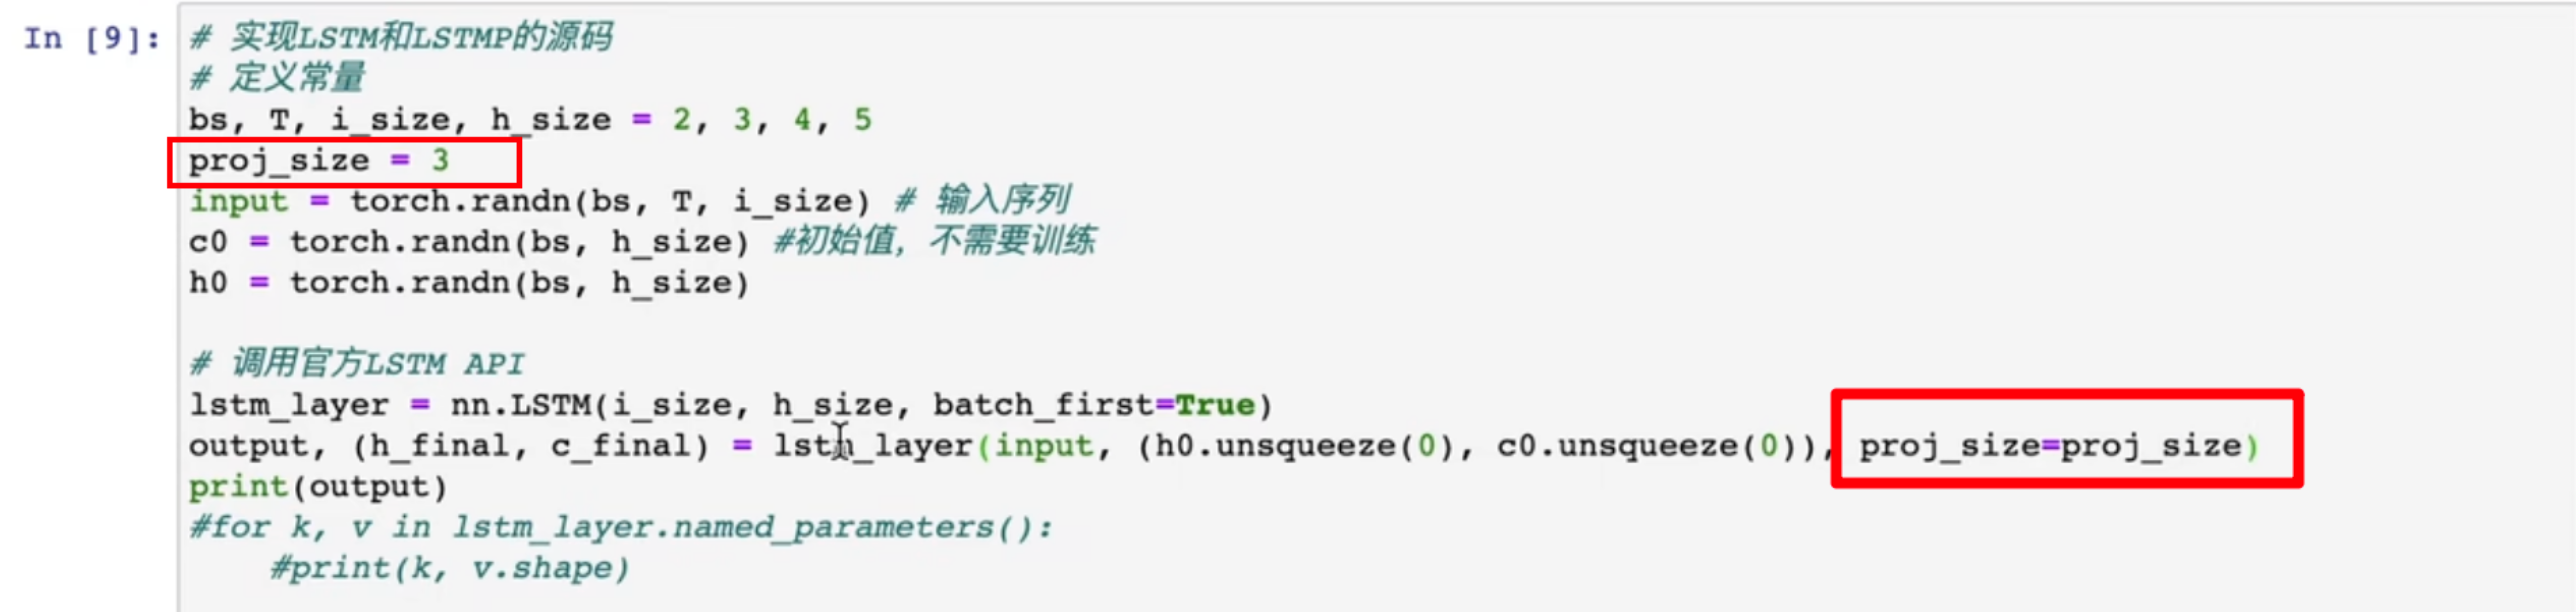 In [9]:
# 实现LSTM和LSTMP的源码
# 定义常量
bs, T, i_size, h_size = 2, 3, 4, 5
proj_size = 3
input = torch.randn(bs, T, i_size) # 输入序列
c0 = torch.randn(bs, h_size) #初始值，不需要训练
h0 = torch.randn(bs, h_size)
# 调用官方LSTM API
lstm_layer = nn.LSTM(i_size, h_size, batch_first=True)
output, (h_final, c_final) = lstm_layer(input, (h0.unsqueeze(0), c0.unsqueeze(0)), proj_size=proj_size)
print(output)
#for k, v in lstm_layer.named_parameters():
#print(k, v.shape)